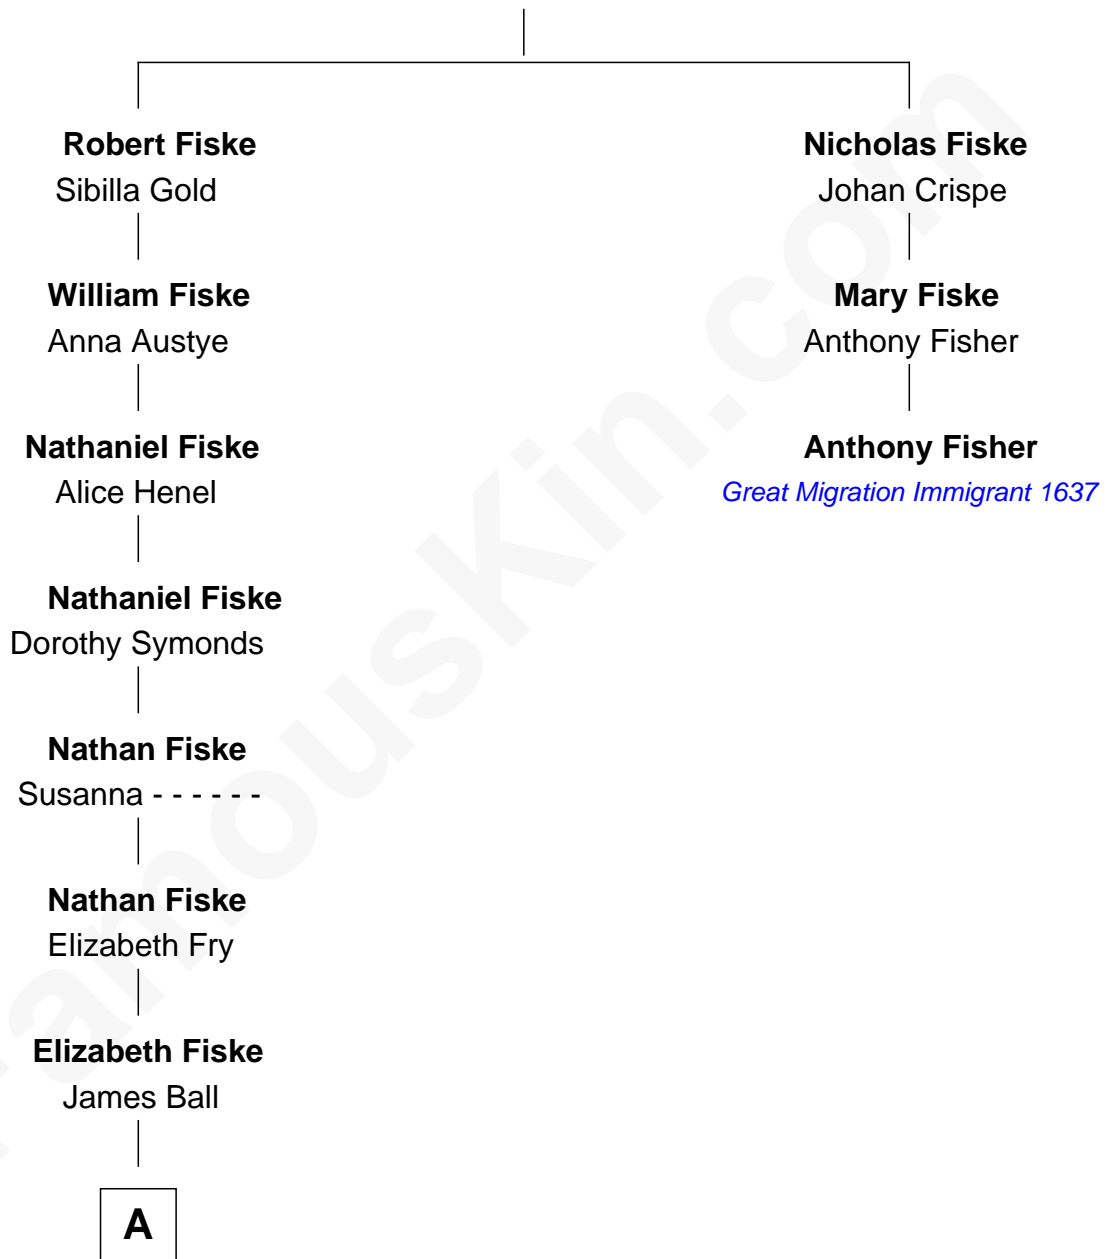 Robert Fiske
Sibilla Gold
Nicholas Fiske
Johan Crispe
William Fiske
Anna Austye
Mary Fiske
Anthony Fisher
Nathaniel Fiske
Alice Henel
Anthony Fisher
Great Migration Immigrant 1637
Nathaniel Fiske
Dorothy Symonds
Nathan Fiske
Susanna - - - - - -
Nathan Fiske
Elizabeth Fry
Elizabeth Fiske
James Ball
A
FamousKin.com